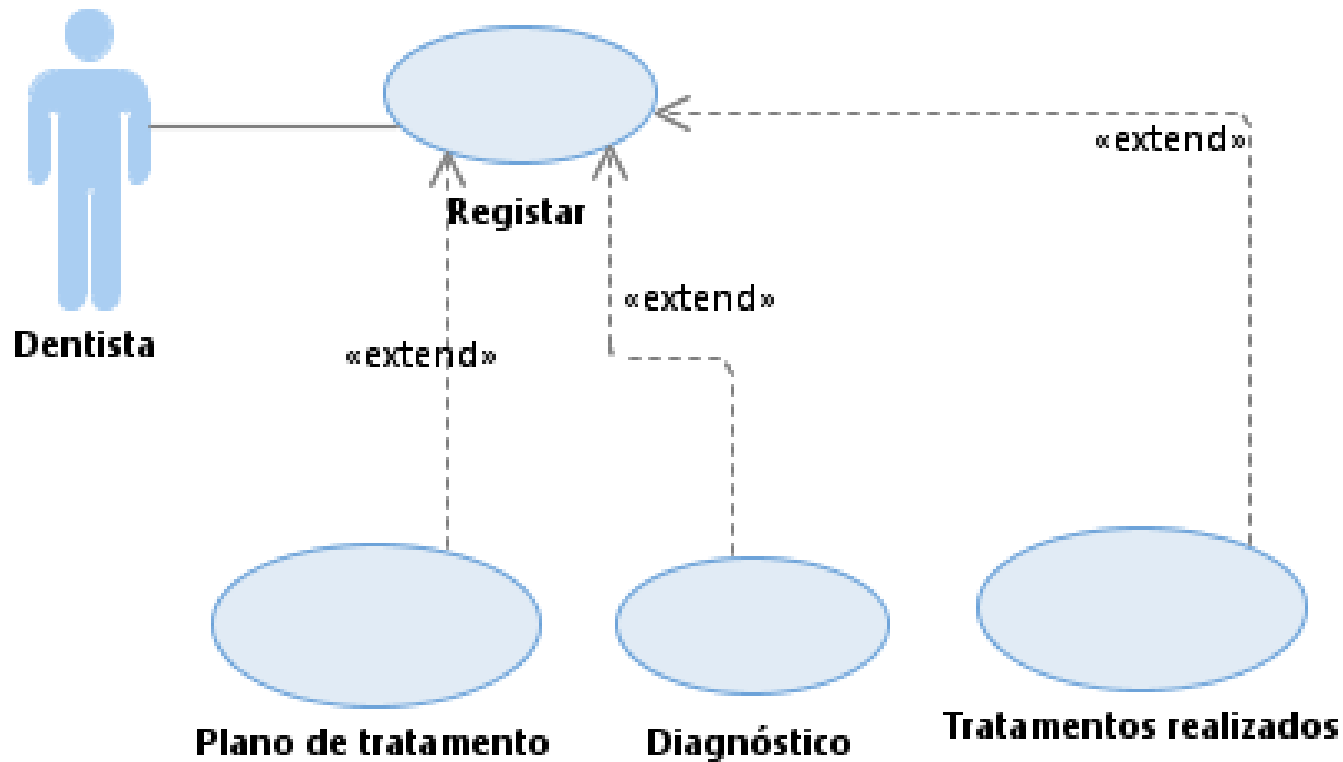 «extend»
Registar
«extend»
Dentista
«extend»
Plano de tratamento
Diagnóstico
Tratamentos realizados